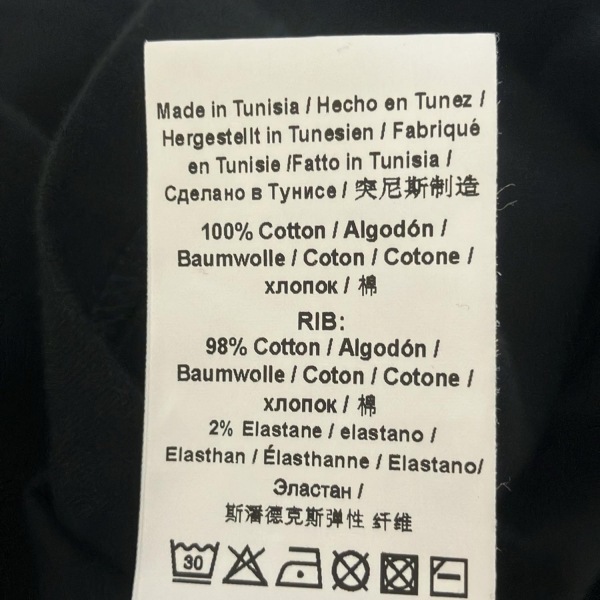 Made in Tunisia / Hecho en Tunez /
Hergestellt in Tunesien / Fabriqué
en Tunisie /Fatto in Tunisia /
Сделано в Тунисе / 突尼斯制造
100% Cotton / Algodón /
Baumwolle / Coton / Cotone /
хлопок / 棉
RIB:
98% Cotton / Algodón /
Baumwolle / Coton / Cotone /
хлопок / 棉
2% Elastane / elastano /
Elasthan / Élasthanne / Elastano/
Эластан /
斯潘德克斯弹性 纤维
30